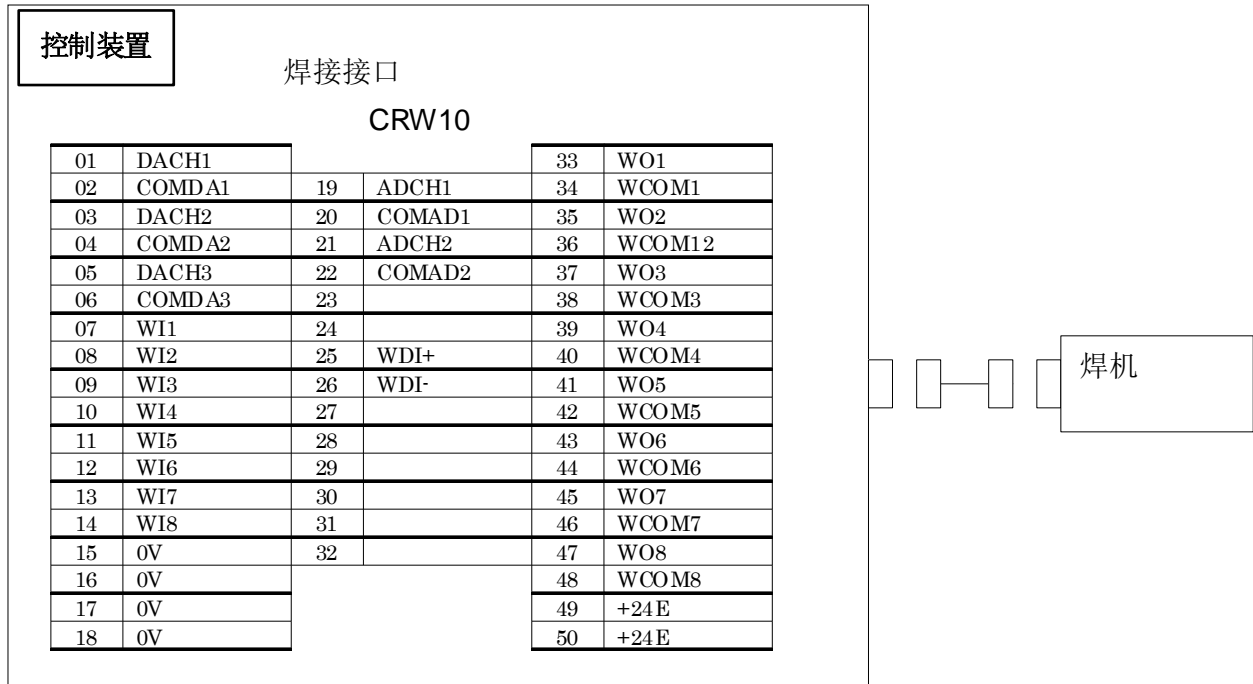 控制装置
焊接接口
CRW10
01 DACH1 33 WO1
02 COMDA1 19 ADCH1 34 WCOM1
03 DACH2 20 COMAD1 35 WO2
04 COMDA2 21 ADCH2 36 WCOM12
05 DACH3 22 COMAD2 37 WO3
06 COMDA3 23 38 WCOM3
07 WI1 24 39 WO4
08 WI2 25 WDI+ 40 WCOM4
09 WI3 26 WDI- 41 WO5
10 WI4 27 42 WCOM5
11 WI5 28 43 WO6
12 WI6 29 44 WCOM6
13 WI7 30 45 WO7
14 WI8 31 46 WCOM7
15 0V 32 47 WO8
16 0V 48 WCOM8
17 0V 49 +24E
18 0V 50 +24E
焊机